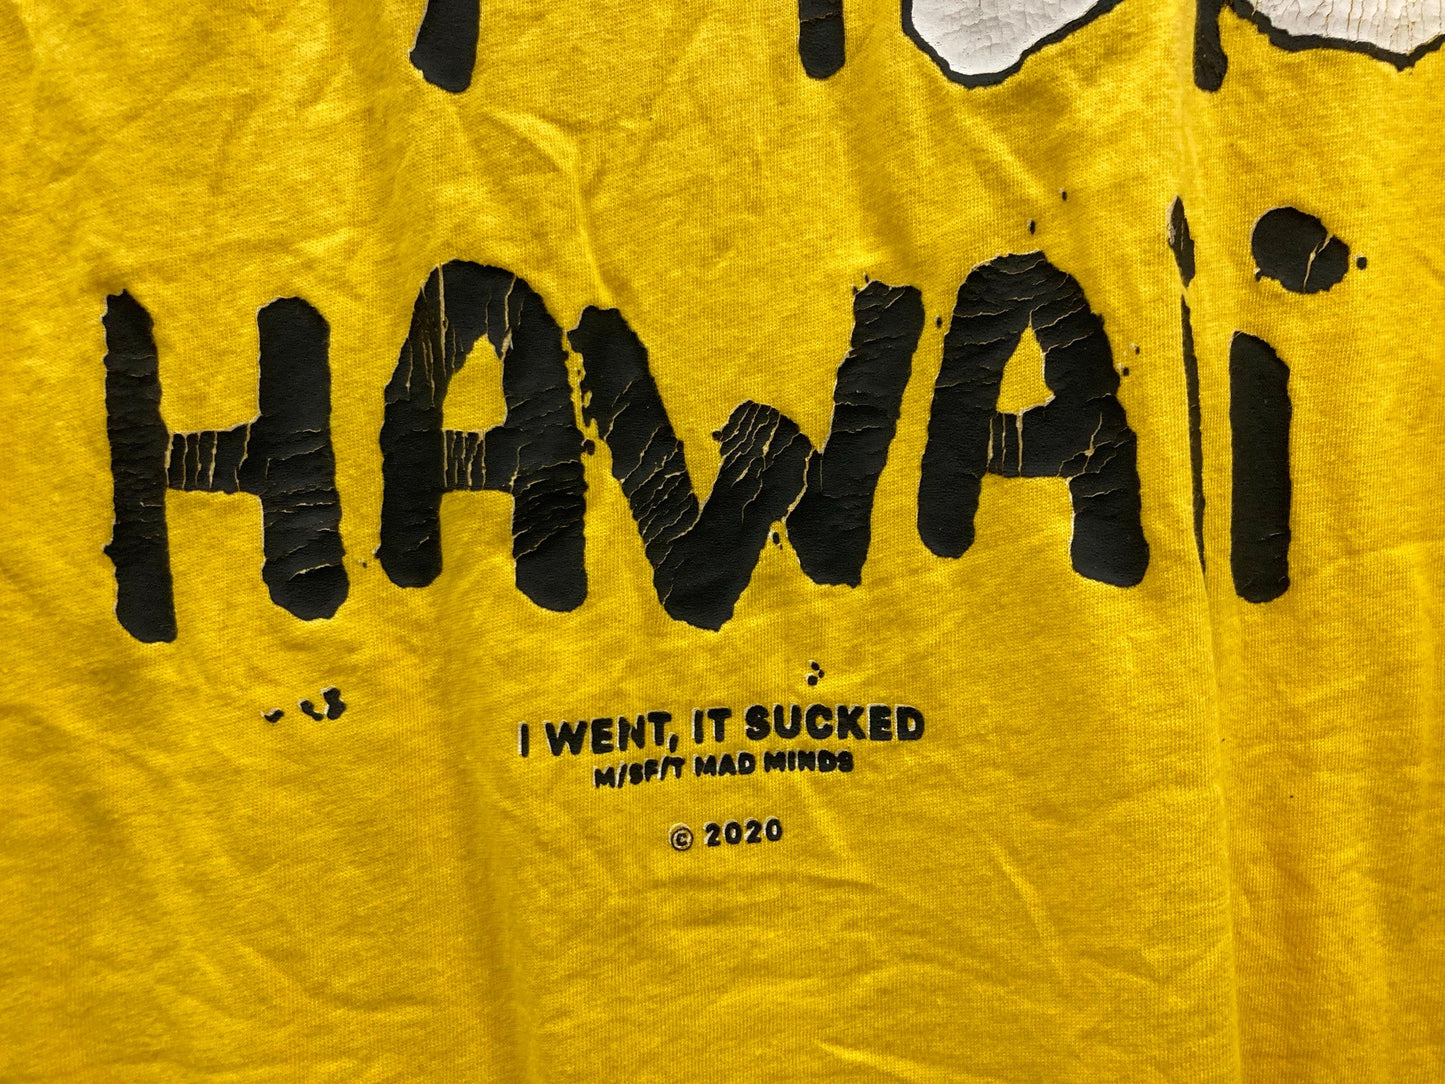 HAWAii
I WENT, IT SUCKED
M/SF/T MAD MINDS
© 2020